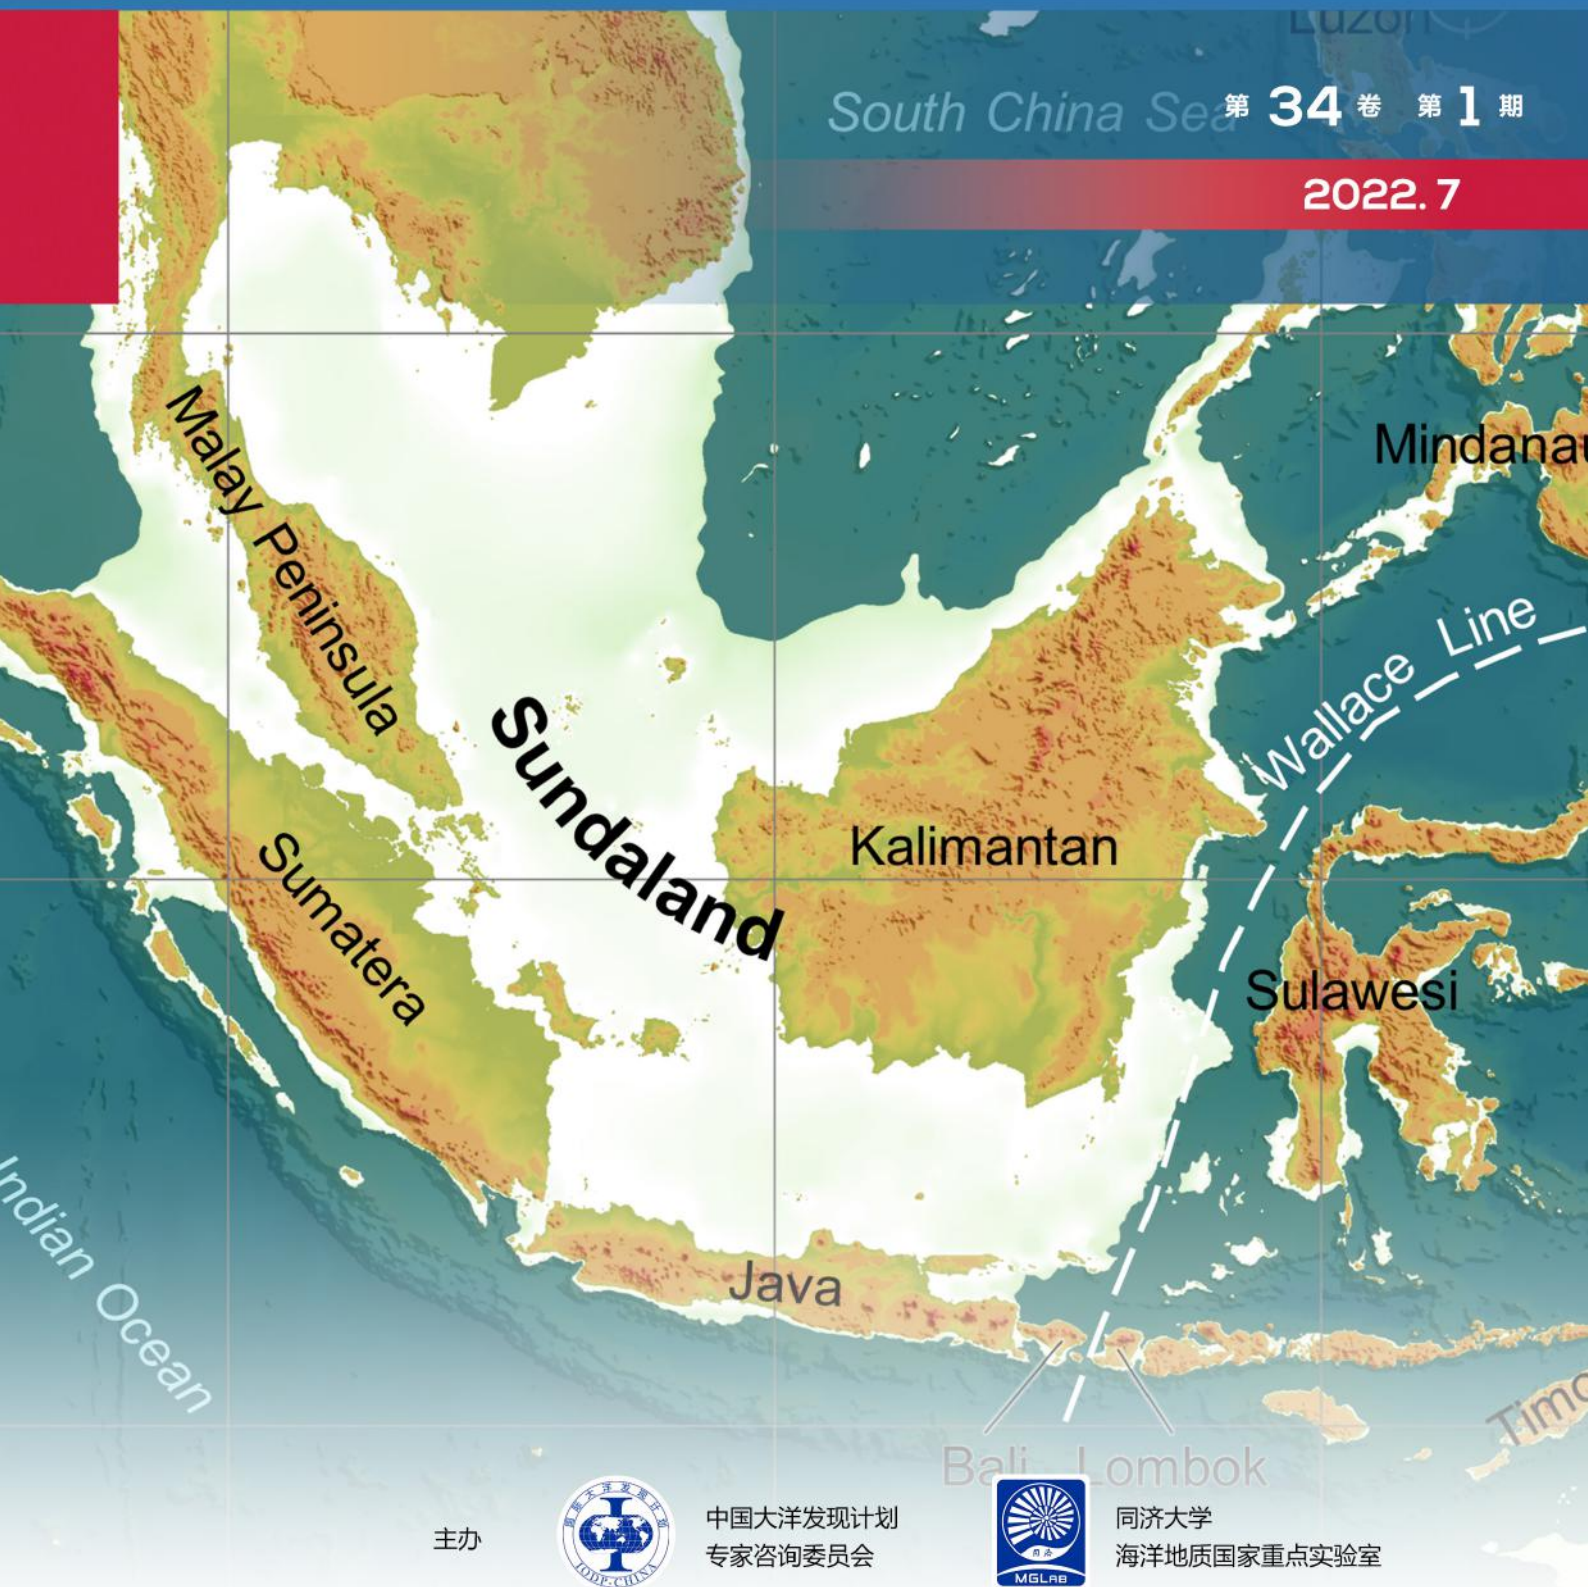 Luzon
South China Sea
第 34 卷 第 1 期
2022.7
Mindanau
Malay Peninsula
Wallace Line
Sundaland
Kalimantan
Sumatera
Sulawesi
Indian Ocean
Java
Timo
Bali Lombok
主办
中国大洋发现计划
专家咨询委员会
同济大学
海洋地质国家重点实验室
IODP-CHINA
同济
MGLAB